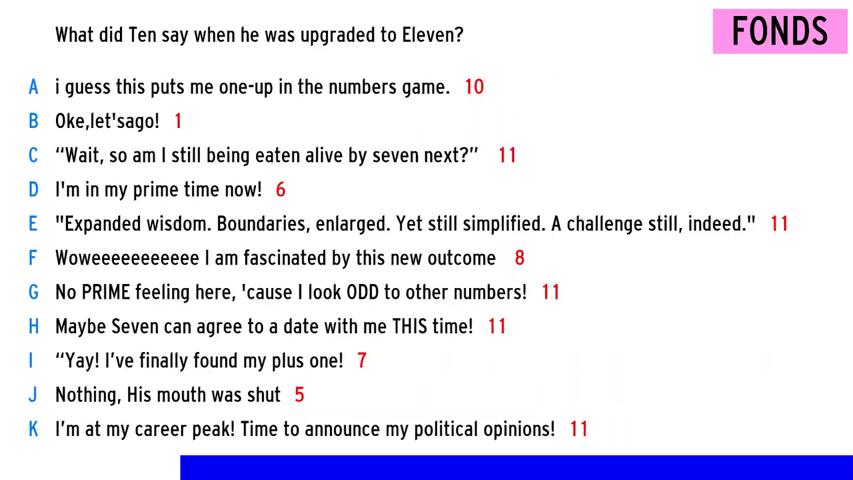 What did Ten say when he was upgraded to Eleven?
FONDS
A i guess this puts me one-up in the numbers game. 10
B Oke,let'sago! 1
C “Wait, so am I still being eaten alive by seven next?” 11
D I'm in my prime time now! 6
E "Expanded wisdom. Boundaries, enlarged. Yet still simplified. A challenge still, indeed." 11
F Woweeeeeeeeeee I am fascinated by this new outcome 8
G No PRIME feeling here, 'cause I look ODD to other numbers! 11
H Maybe Seven can agree to a date with me THIS time! 11
I “Yay! I’ve finally found my plus one! 7
J Nothing, His mouth was shut 5
K I’m at my career peak! Time to announce my political opinions! 11